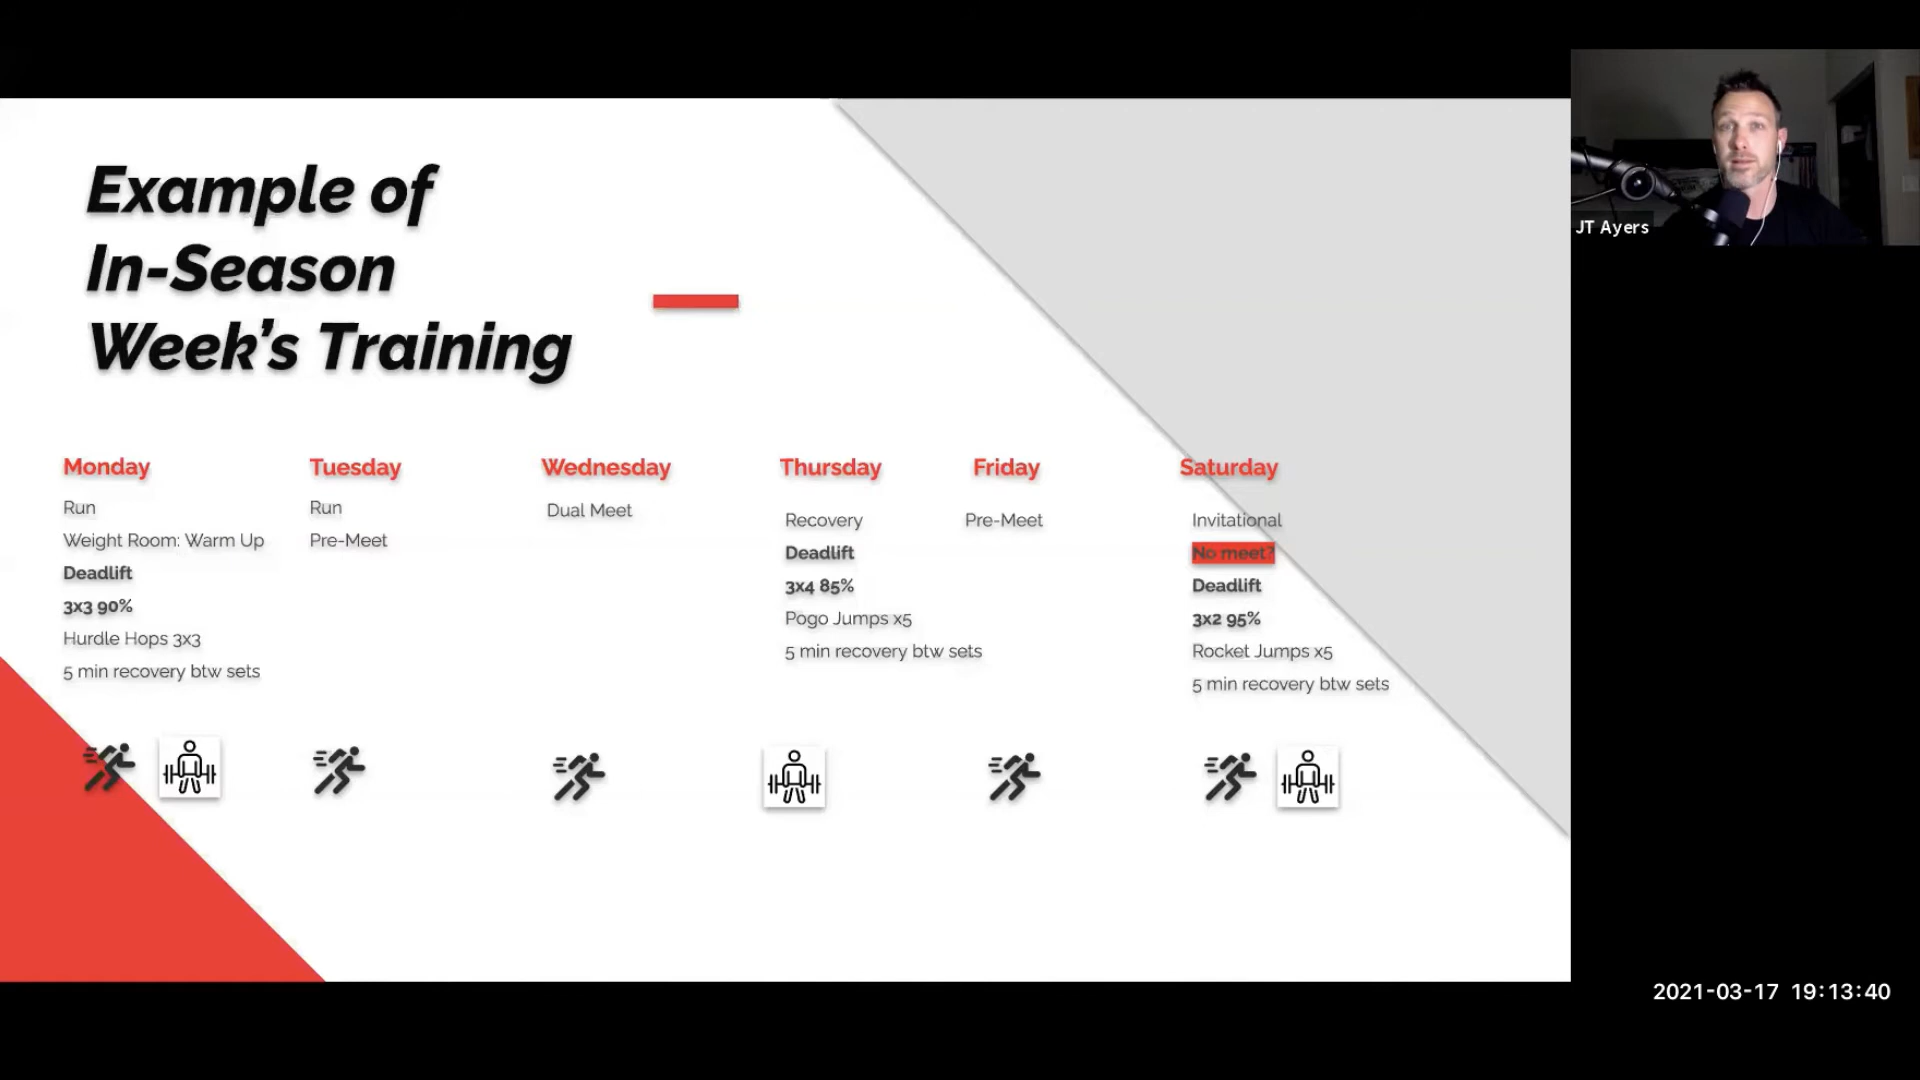 Example of
In-Season
Week's Training
Monday
Run
Weight Room: Warm Up
Deadlift
3x3 90%
Hurdle Hops 3x3
5 min recovery btw sets
Tuesday
Run
Pre-Meet
Wednesday
Dual Meet
Thursday
Recovery
Deadlift
3x4 85%
Pogo Jumps x5
5 min recovery btw sets
Friday
Pre-Meet
Saturday
Invitational
No meet?
Deadlift
3x2 95%
Rocket Jumps x5
5 min recovery btw sets
JT Ayers
2021-03-17 19:13:40